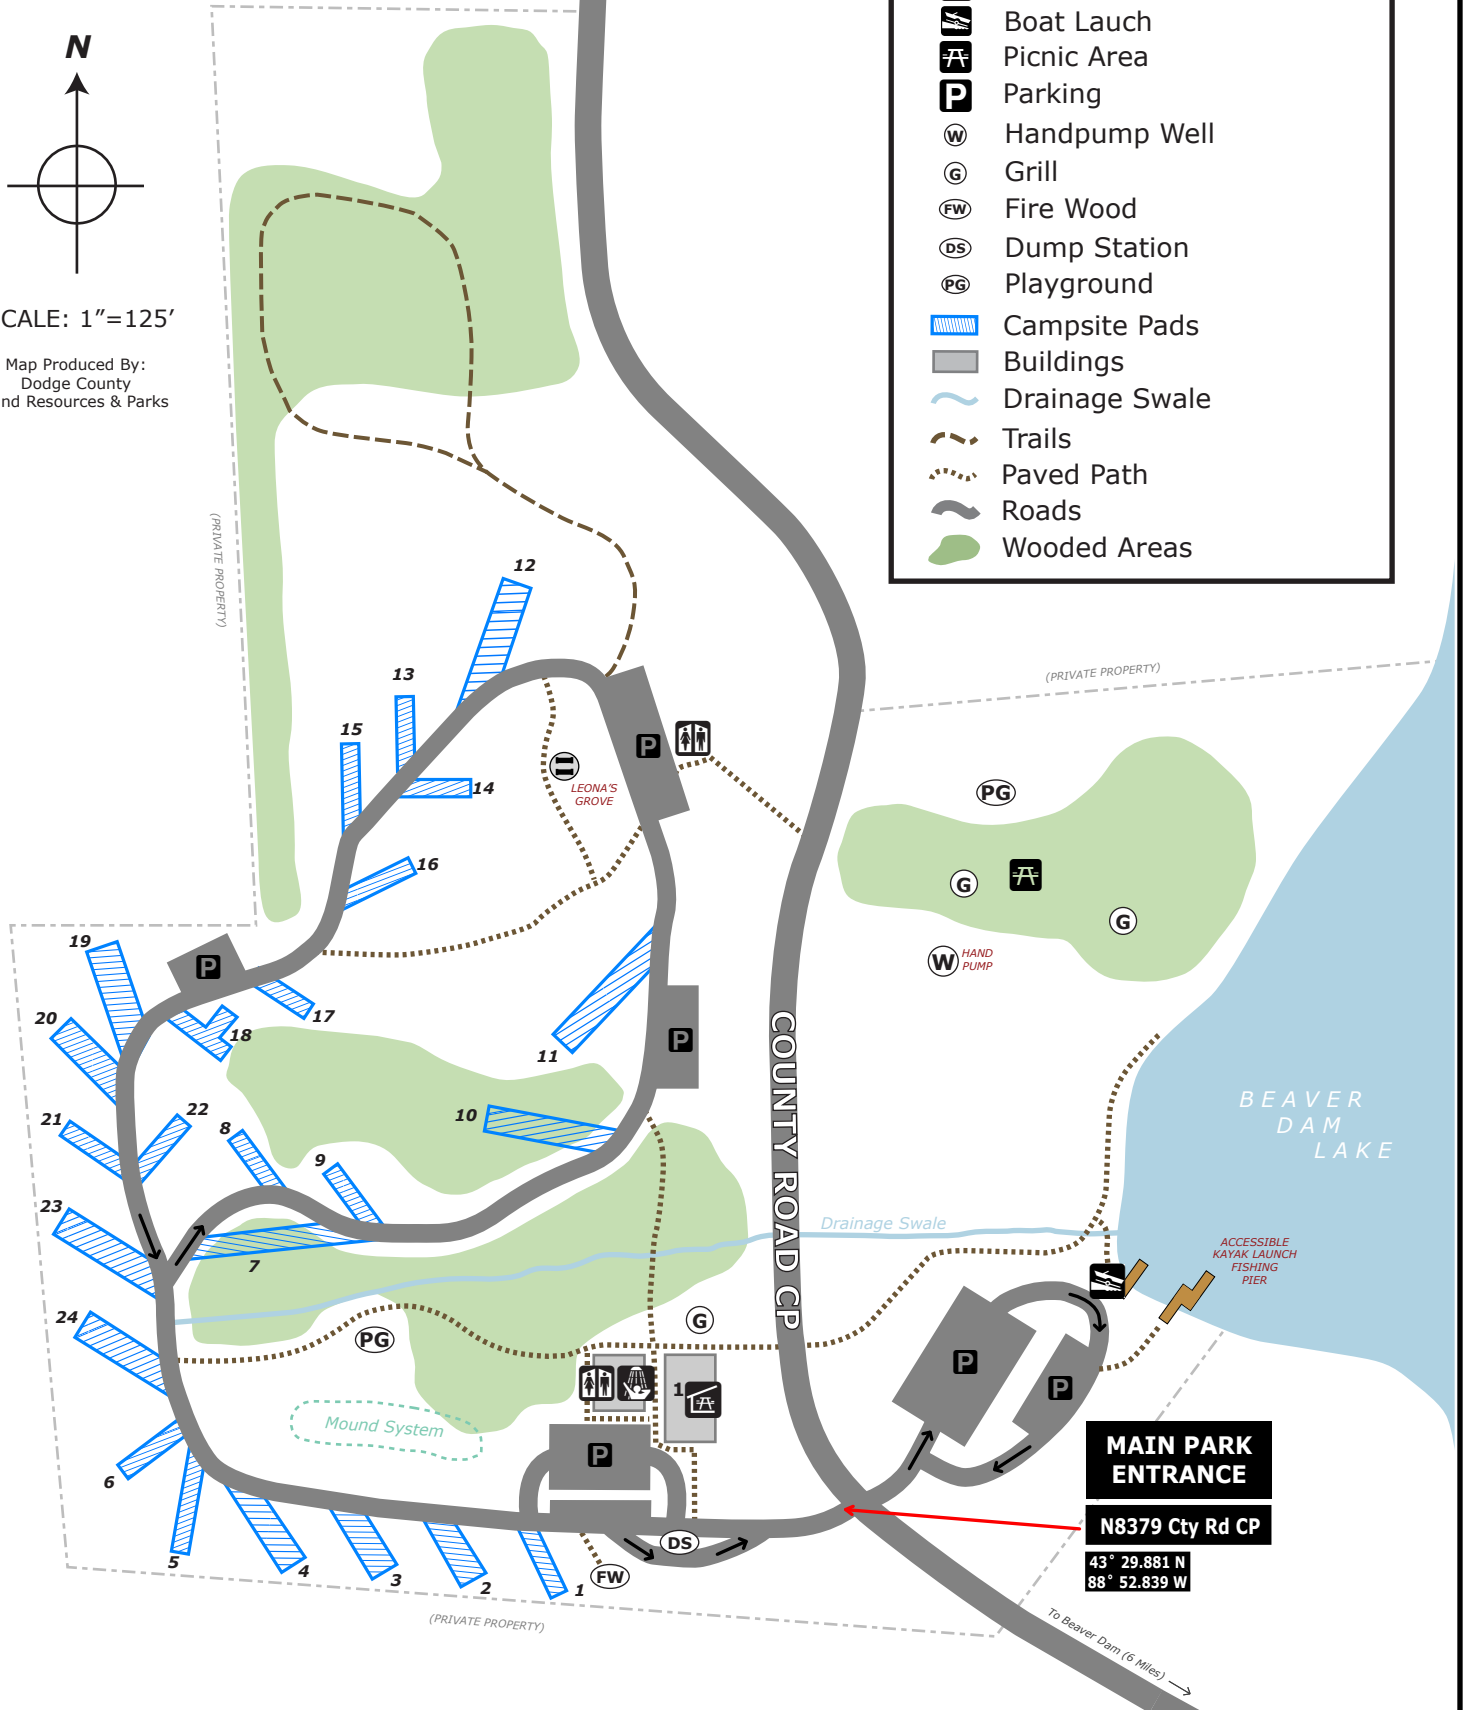 N
CALE: 1"=125'
Map Produced By:
Dodge County
nd Resources & Parks
Boat Lauch
Picnic Area
P Parking
W Handpump Well
G Grill
FW Fire Wood
DS Dump Station
PG Playground
Campsite Pads
Buildings
Drainage Swale
Trails
Paved Path
Roads
Wooded Areas
(PRIVATE PROPERTY)
(PRIVATE PROPERTY)
12
13
15
14
16
P
LEONA'S
GROVE
PG
G
G
W HAND
PUMP
19
P
20
17
18
11
P
10
21
22
8
9
23
7
24
COUNTY ROAD CP
BEAVER
DAM
LAKE
Drainage Swale
ACCESSIBLE
KAYAK LAUNCH
FISHING
PIER
G
PG
P
P
1
Mound System
P
6
5
4
3
2
1
DS
FW
MAIN PARK
ENTRANCE
N8379 Cty Rd CP
43° 29.881 N
88° 52.839 W
(PRIVATE PROPERTY)
To Beaver Dam (6 Miles)